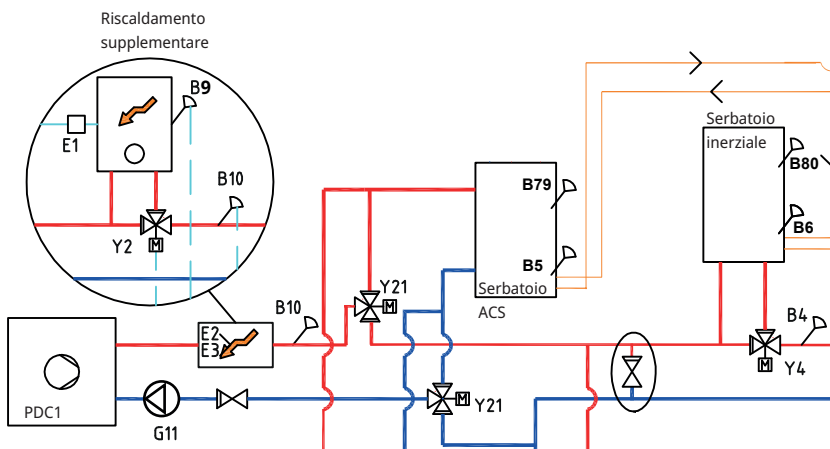 Riscaldamento
supplementare
B9
E1
B10
Y2
M
Serbatoio
inerziale
B80
B6
B79
B5
Serbatoio
ACS
Y21
M
B10
E2
E3
B4
Y4
M
PDC1
G11
Y21
M